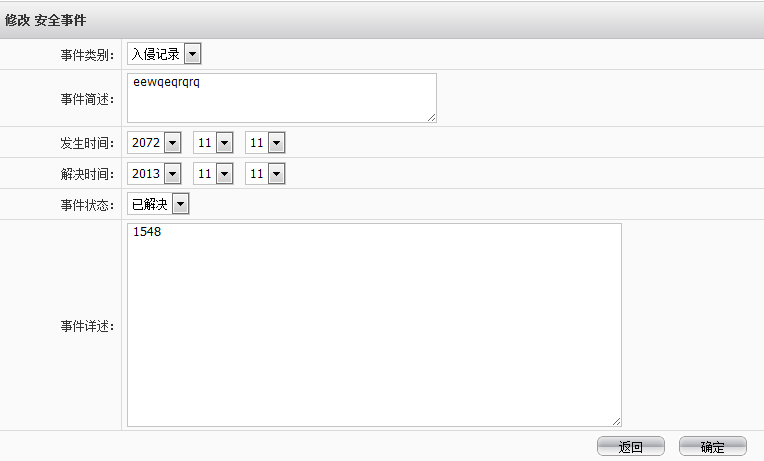 修改 安全事件
事件类别： 入侵记录
事件简述： eewqeqrqrq
发生时间： 2072 11 11
解决时间： 2013 11 11
事件状态： 已解决
事件详述： 1548
返回 确定